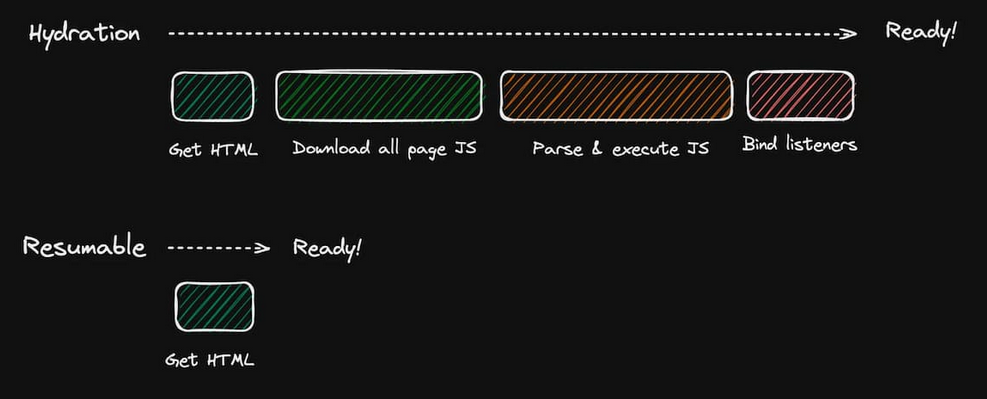 Hydration
Ready!
Get HTML
Download all page JS
Parse & execute JS
Bind listeners
Resumable
Ready!
Get HTML